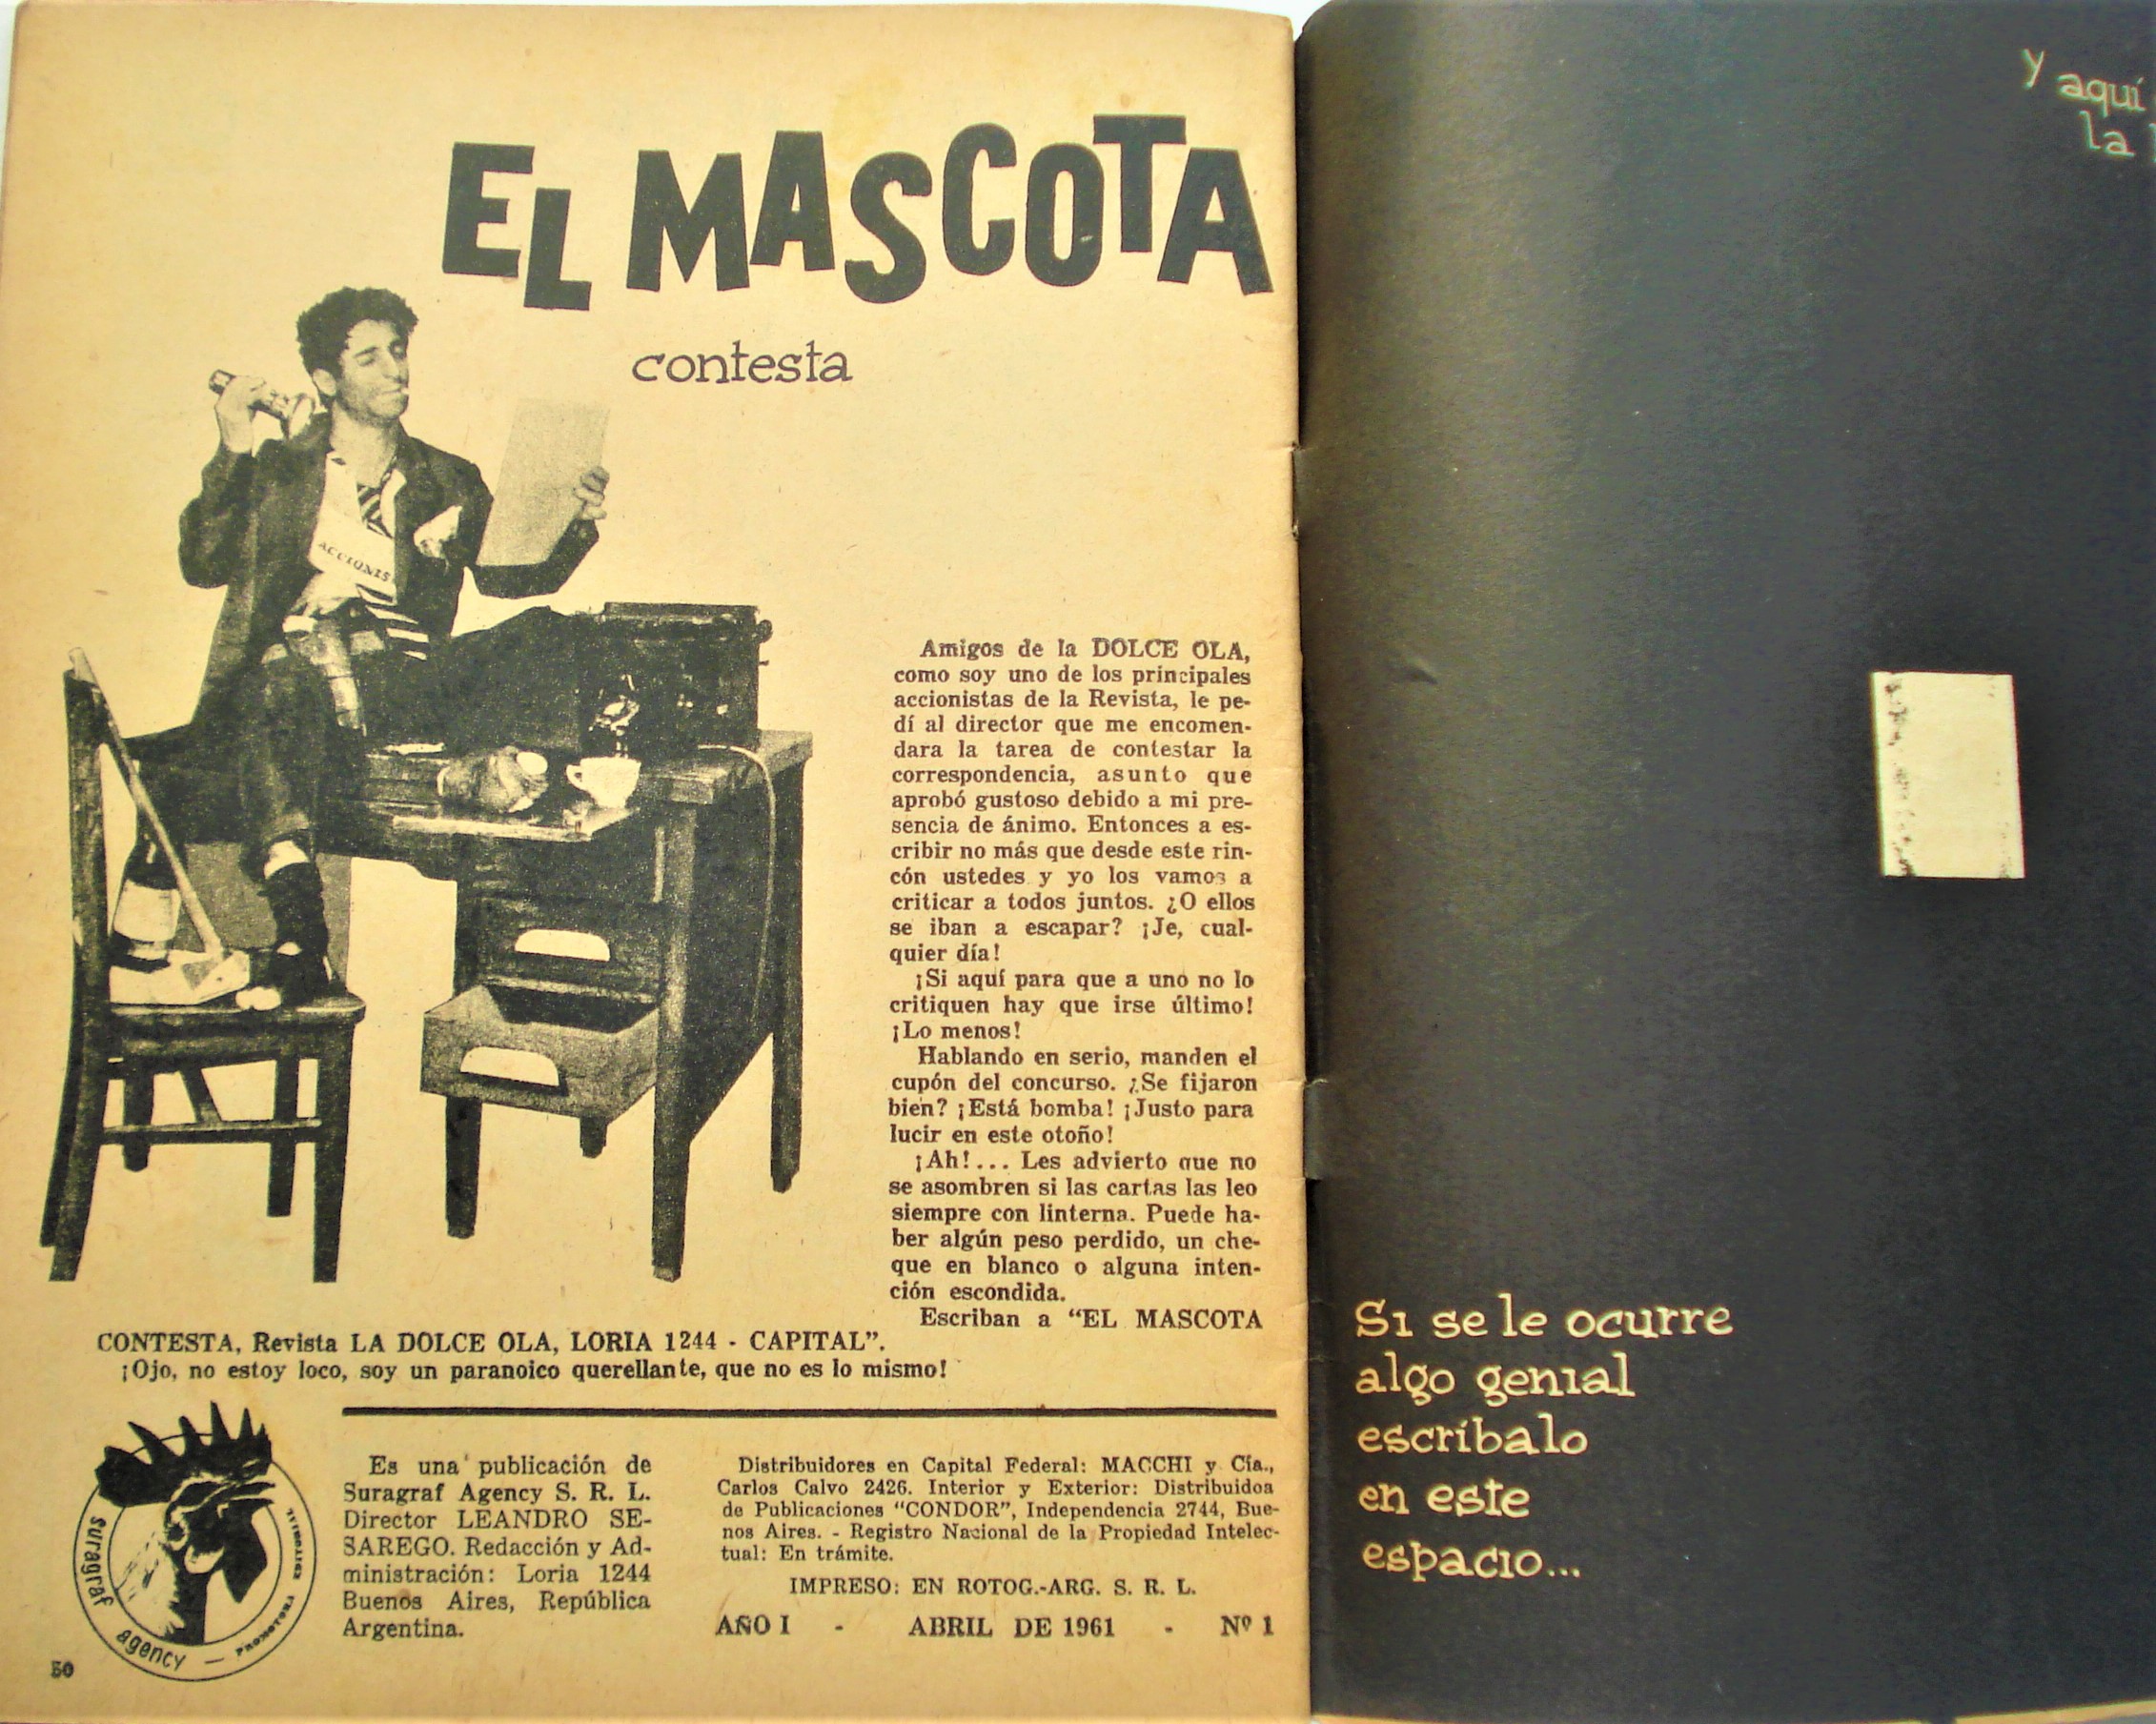 EL MASCOTA
contesta
ACCIONIS
Amigos de la DOLCE OLA,
como soy uno de los principales
accionistas de la Revista, le pe-
dí al director que me encomen-
dara la tarea de contestar la
correspondencia, asunto que
aprobó gustoso debido a mi pre-
sencia de ánimo. Entonces a es-
cribir no más que desde este rin-
cón ustedes y yo los vamos a
criticar a todos juntos. ¿O ellos
se iban a escapar? ¡Je, cual-
quier día!
¡Si aquí para que a uno no lo
critiquen hay que irse último!
¡Lo menos!
Hablando en serio, manden el
cupón del concurso. ¿Se fijaron
bien? ¡Está bomba! ¡Justo para
lucir en este otoño!
¡Ah!... Les advierto que no
se asombren si las cartas las leo
siempre con linterna. Puede ha-
ber algún peso perdido, un che-
que en blanco o alguna inten-
ción escondida.
Escriban a “EL MASCOTA
CONTESTA, Revista LA DOLCE OLA, LORIA 1244 - CAPITAL”.
¡Ojo, no estoy loco, soy un paranoico querellante, que no es lo mismo!
suragraf agency — PROMOTORA
Es una publicación de
Suragraf Agency S. R. L.
Director LEANDRO SE-
SAREGO. Redacción y Ad-
ministración: Loria 1244
Buenos Aires, República
Argentina.
Distribuidores en Capital Federal: MACCHI y Cía.,
Carlos Calvo 2426. Interior y Exterior: Distribuidoa
de Publicaciones “CONDOR”, Independencia 2744, Bue-
nos Aires. - Registro Nacional de la Propiedad Intelec-
tual: En trámite.
IMPRESO: EN ROTOG.-ARG. S. R. L.
AÑO I - ABRIL DE 1961 - Nº 1
50
y aquí
la
Si se le ocurre
algo genial
escríbalo
en este
espacio...